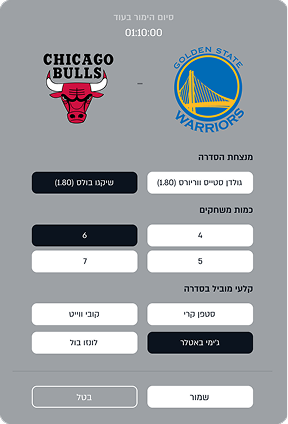 סיום הימור בעוד
01:10:00
CHICAGO
BULLS
–
GOLDEN STATE
WARRIORS
מנצחת הסדרה
גולדן סטייט ווריורס (1.80)
שיקגו בולס (1.80)
כמות משחקים
4
6
5
7
קלעי מוביל בסדרה
סטפן קרי
קובי ווייט
ג׳ימי באטלר
לונזו בול
שמור
בטל